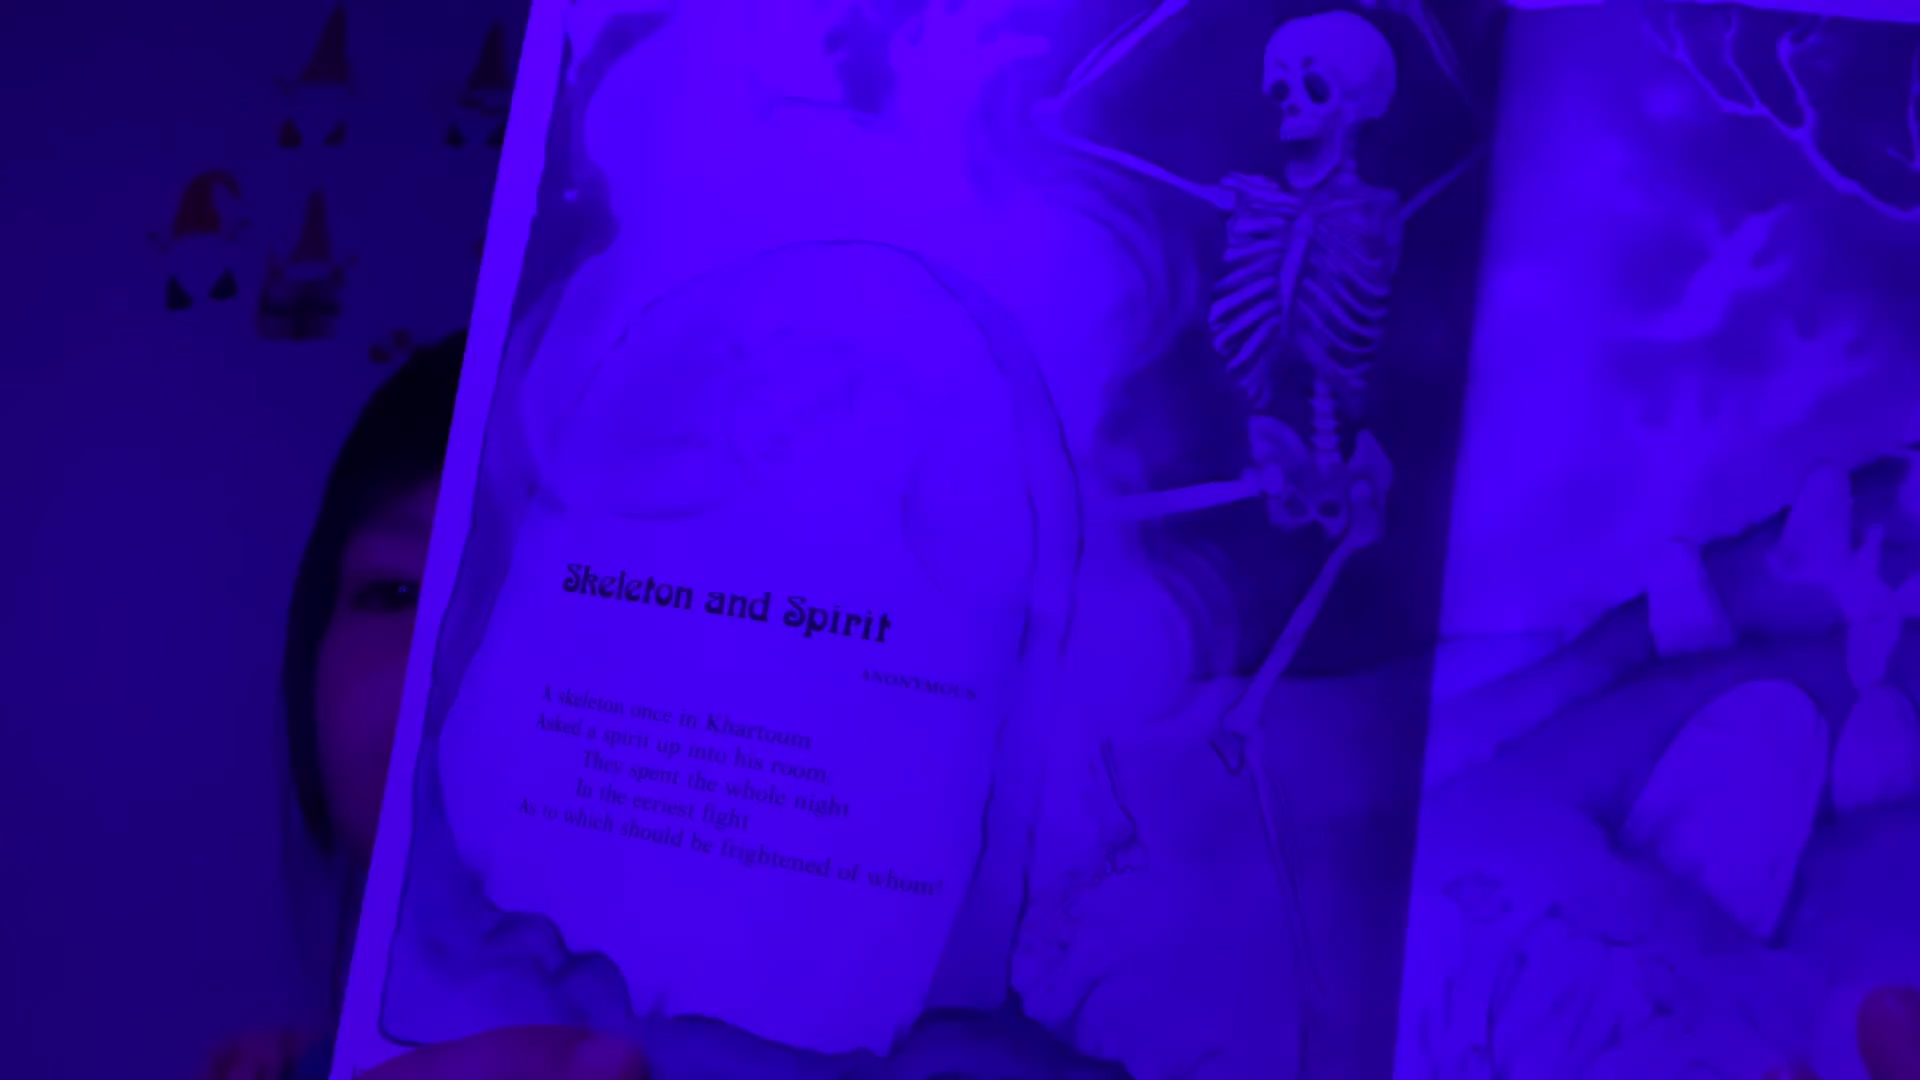 Skeleton and Spirit
ANONYMOUS
A skeleton once in Khartoum
Asked a spirit up into his room
They spent the whole night
In the eeriest fight
As to which should be frightened of whom!